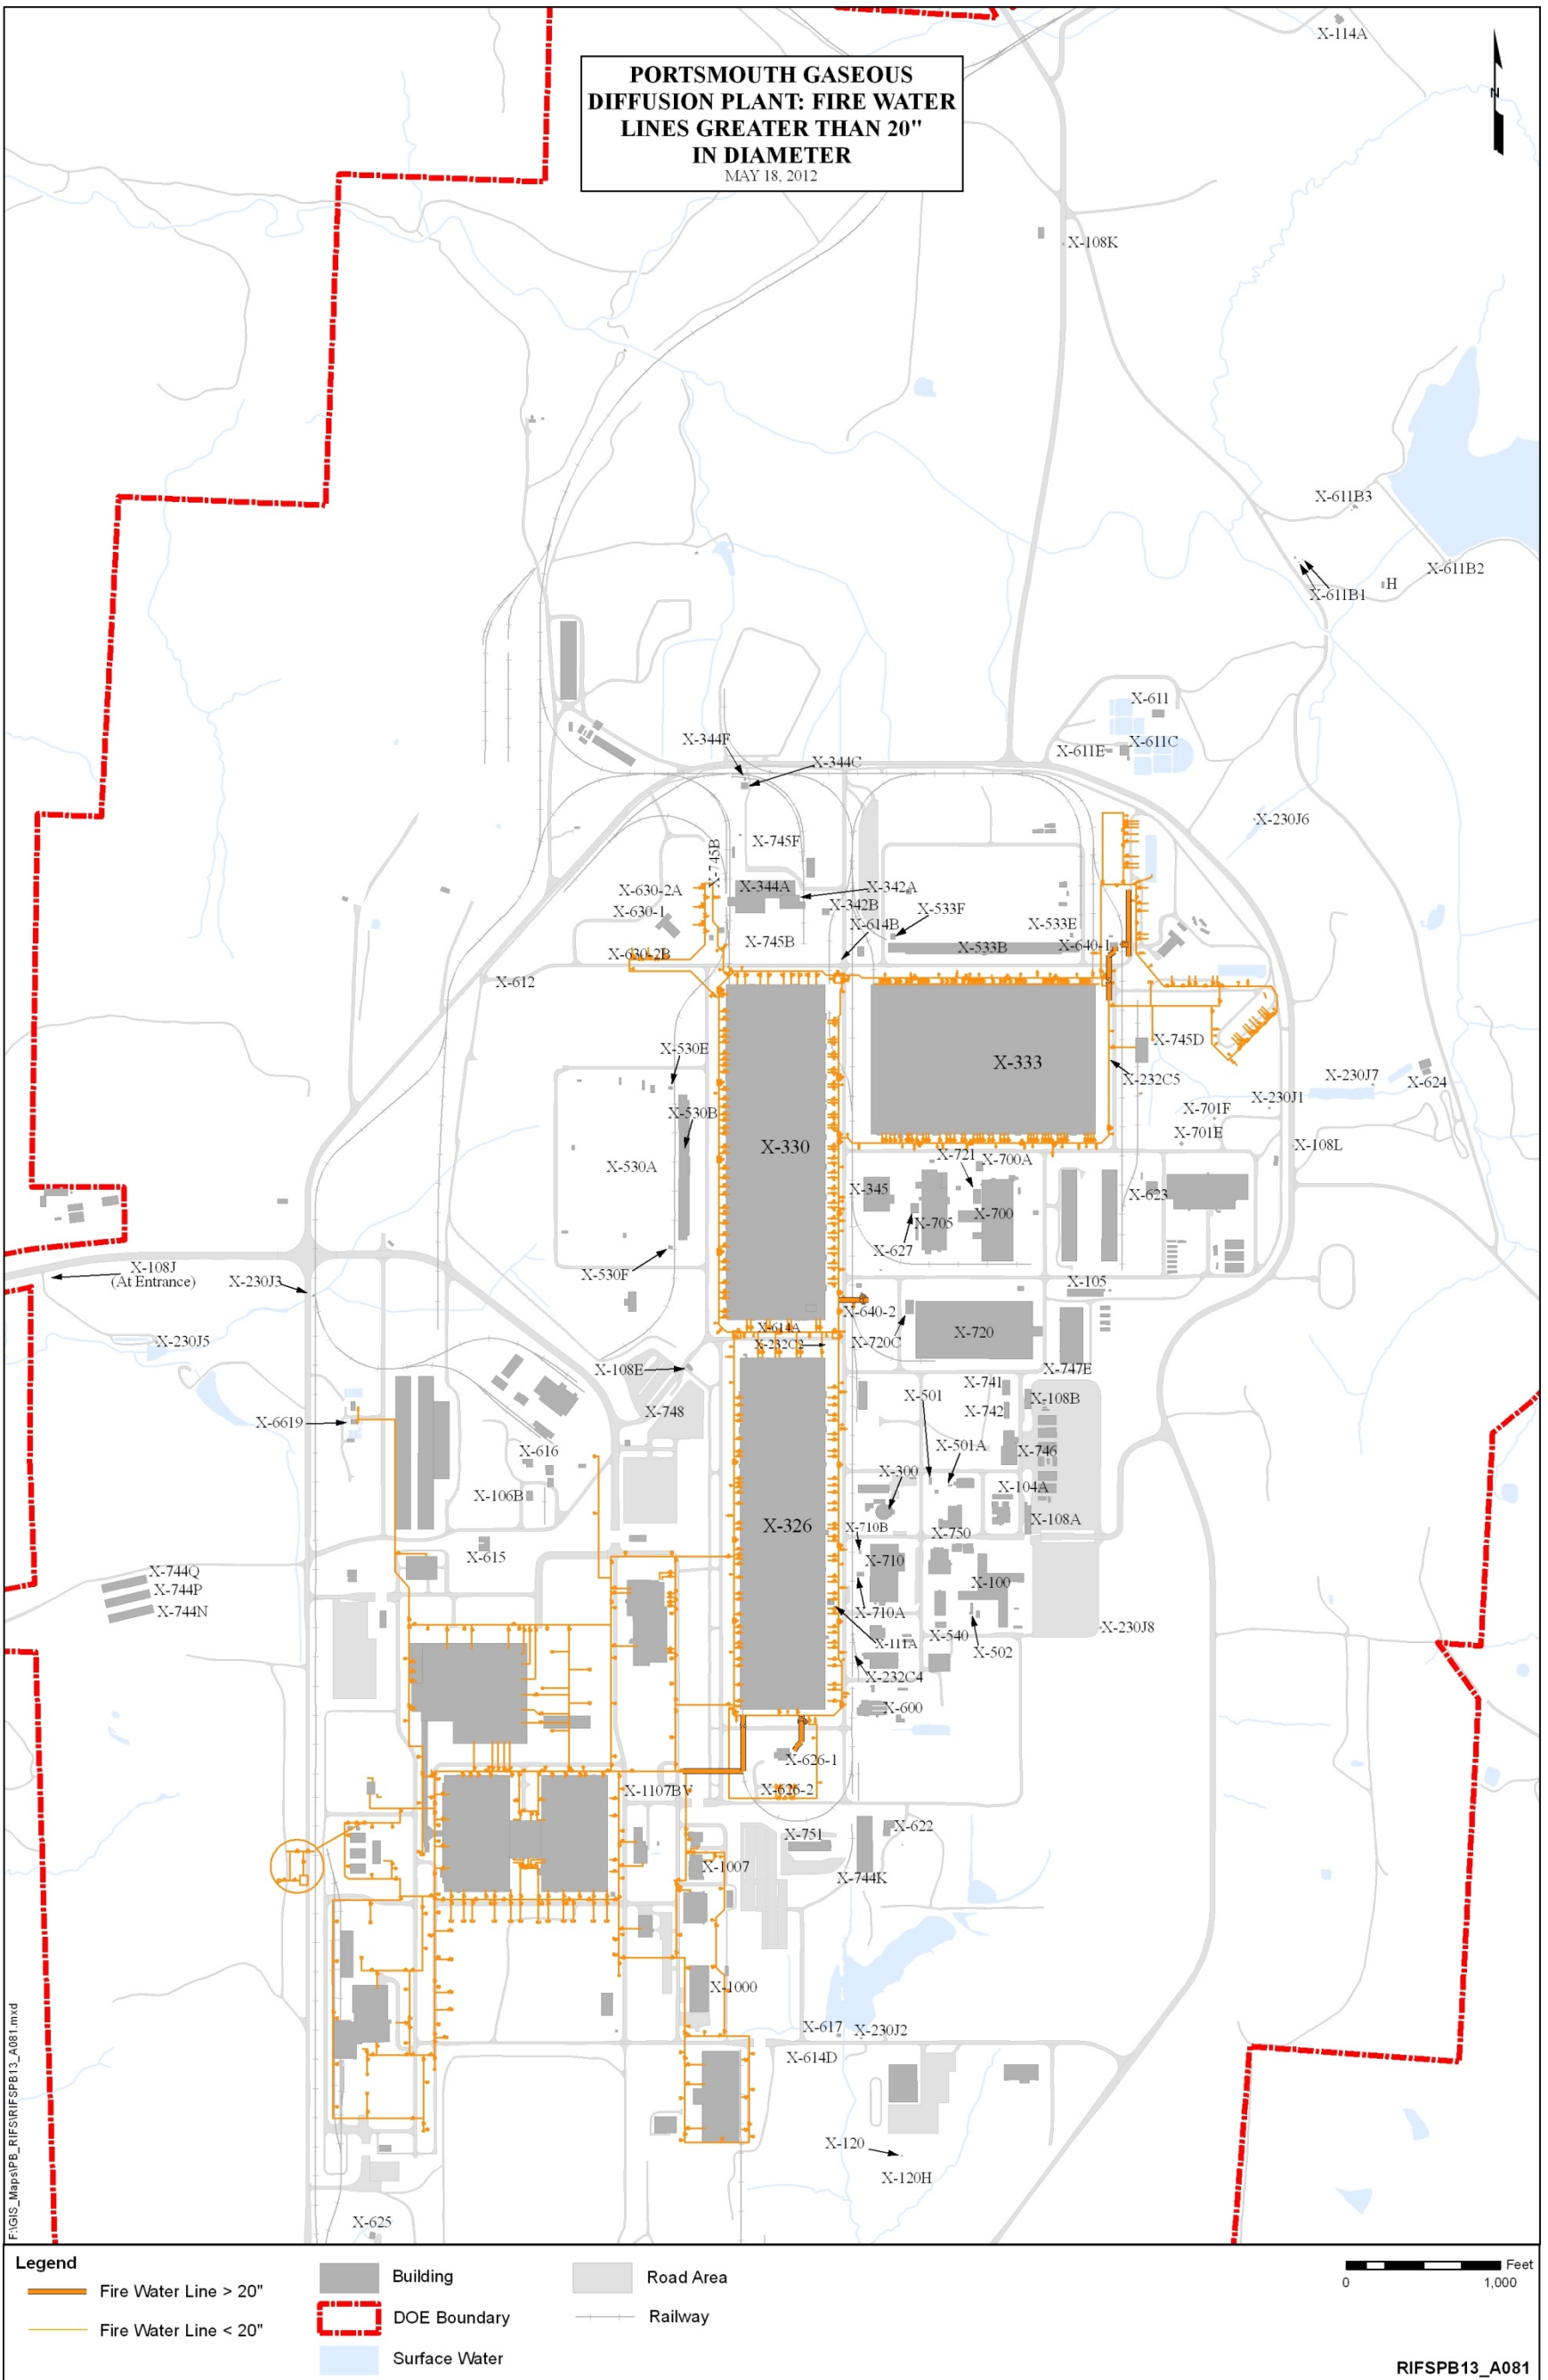 PORTSMOUTH GASEOUS
DIFFUSION PLANT: FIRE WATER
LINES GREATER THAN 20"
IN DIAMETER
MAY 18, 2012
X-114A
N
X-108K
X-611B3
X-611B2
H
X-611B1
X-611
X-344F
X-611E
X-611C
X-344C
X-230J6
X-745F
X-745B
X-630-2A
X-344A
X-342A
X-342B
X-630-1
X-533F
X-614B
X-533E
X-745B
X-533B
X-640-1
X-630-2B
X-612
X-745D
X-530E
X-333
X-232C5
X-230J7
X-624
X-230J1
X-530B
X-701F
X-701E
X-330
X-108L
X-721
X-700A
X-530A
X-345
X-623
X-700
X-705
X-627
X-108J
(At Entrance)
X-530F
X-230J3
X-105
X-640-2
X-614A
X-720
X-230J5
X-232C2
X-720C
X-108E
X-747E
X-741
X-501
X-108B
X-748
X-742
X-6619
X-501A
X-616
X-746
X-300
X-104A
X-106B
X-108A
X-326
X-710B
X-750
X-615
X-710
X-744Q
X-100
X-744P
X-744N
X-710A
X-230J8
X-540
X-111A
X-502
X-232C4
X-600
X-626-1
X-1107BV
X-626-2
X-622
X-751
X-1007
X-744K
X-1000
X-617
X-230J2
X-614D
X-120
X-120H
X-625
F:\GIS_Maps\PB_RIFS\RIFSPB13_A081.mxd
Legend
Fire Water Line > 20"
Fire Water Line < 20"
Building
DOE Boundary
Surface Water
Road Area
Railway
Feet
0 1,000
RIFSPB13_A081